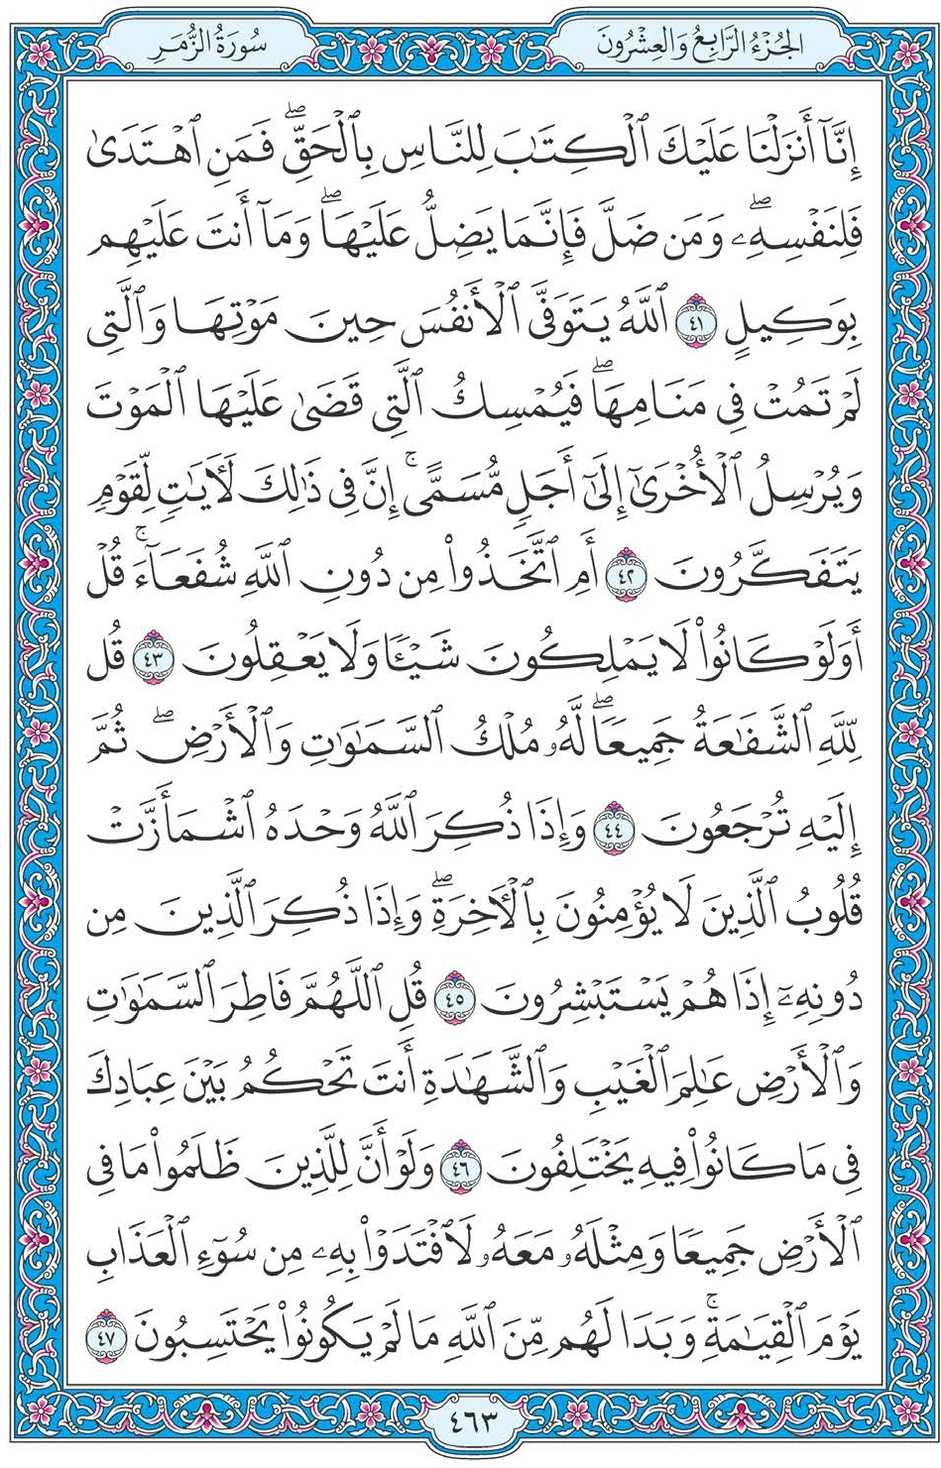 سُورَةُ الزُّمَرِ
الجُزْءُ الرَّابِعُ وَالعِشْرُونَ
إِنَّآ أَنزَلْنَا عَلَيْكَ ٱلْكِتَٰبَ لِلنَّاسِ بِٱلْحَقِّۖ فَمَنِ ٱهْتَدَىٰ
فَلِنَفْسِهِۦۖ وَمَن ضَلَّ فَإِنَّمَا يَضِلُّ عَلَيْهَاۖ وَمَآ أَنتَ عَلَيْهِم
بِوَكِيلٍ ٤١ ٱللَّهُ يَتَوَفَّى ٱلْأَنفُسَ حِينَ مَوْتِهَا وَٱلَّتِى
لَمْ تَمُتْ فِى مَنَامِهَاۖ فَيُمْسِكُ ٱلَّتِى قَضَىٰ عَلَيْهَا ٱلْمَوْتَ
وَيُرْسِلُ ٱلْأُخْرَىٰٓ إِلَىٰٓ أَجَلٍ مُّسَمًّىۚ إِنَّ فِى ذَٰلِكَ لَءَايَٰتٍ لِّقَوْمٍ
يَتَفَكَّرُونَ ٤٢ أَمِ ٱتَّخَذُوا۟ مِن دُونِ ٱللَّهِ شُفَعَآءَۚ قُلْ
أَوَلَوْ كَانُوا۟ لَا يَمْلِكُونَ شَيْـًٔا وَلَا يَعْقِلُونَ ٤٣ قُل
لِّلَّهِ ٱلشَّفَٰعَةُ جَمِيعًاۖ لَّهُۥ مُلْكُ ٱلسَّمَٰوَٰتِ وَٱلْأَرْضِۖ ثُمَّ
إِلَيْهِ تُرْجَعُونَ ٤٤ وَإِذَا ذُكِرَ ٱللَّهُ وَحْدَهُ ٱشْمَأَزَّتْ
قُلُوبُ ٱلَّذِينَ لَا يُؤْمِنُونَ بِٱلْءَاخِرَةِۖ وَإِذَا ذُكِرَ ٱلَّذِينَ مِن
دُونِهِۦٓ إِذَا هُمْ يَسْتَبْشِرُونَ ٤٥ قُلِ ٱللَّهُمَّ فَاطِرَ ٱلسَّمَٰوَٰتِ
وَٱلْأَرْضِ عَٰلِمَ ٱلْغَيْبِ وَٱلشَّهَٰدَةِ أَنتَ تَحْكُمُ بَيْنَ عِبَادِكَ
فِى مَا كَانُوا۟ فِيهِ يَخْتَلِفُونَ ٤٦ وَلَوْ أَنَّ لِلَّذِينَ ظَلَمُوا۟ مَا فِى
ٱلْأَرْضِ جَمِيعًا وَمِثْلَهُۥ مَعَهُۥ لَٱفْتَدَوْا۟ بِهِۦ مِن سُوٓءِ ٱلْعَذَابِ
يَوْمَ ٱلْقِيَٰمَةِۚ وَبَدَا لَهُم مِّنَ ٱللَّهِ مَا لَمْ يَكُونُوا۟ يَحْتَسِبُونَ ٤٧
٤٦٣